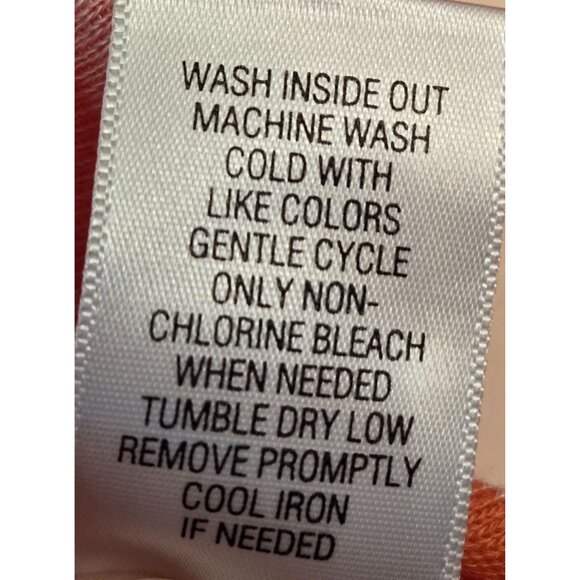 WASH INSIDE OUT
MACHINE WASH
COLD WITH
LIKE COLORS
GENTLE CYCLE
ONLY NON-
CHLORINE BLEACH
WHEN NEEDED
TUMBLE DRY LOW
REMOVE PROMPTLY
COOL IRON
IF NEEDED